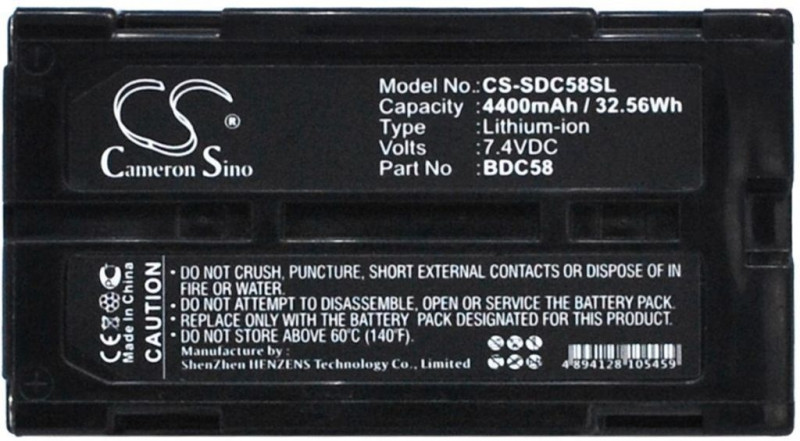 CS
®
Cameron Sino
Model No.:CS-SDC58SL
Capacity :4400mAh / 32.56Wh
Type :Lithium-ion
Volts :7.4VDC
Part No :BDC58
CE
Made In China
CAUTION
• DO NOT CRUSH, PUNCTURE, SHORT EXTERNAL CONTACTS OR DISPOSE OF IN
FIRE OR WATER.
• DO NOT ATTEMPT TO DISASSEMBLE, OPEN OR SERVICE THE BATTERY PACK.
• REPLACE ONLY WITH THE BATTERY PACK DESIGNATED FOR THIS PRODUCT.
• DO NOT STORE ABOVE 60℃ (140℉).
Manufacture by :
ShenZhen HENZENS Technology Co., Limited
4 894128 105459